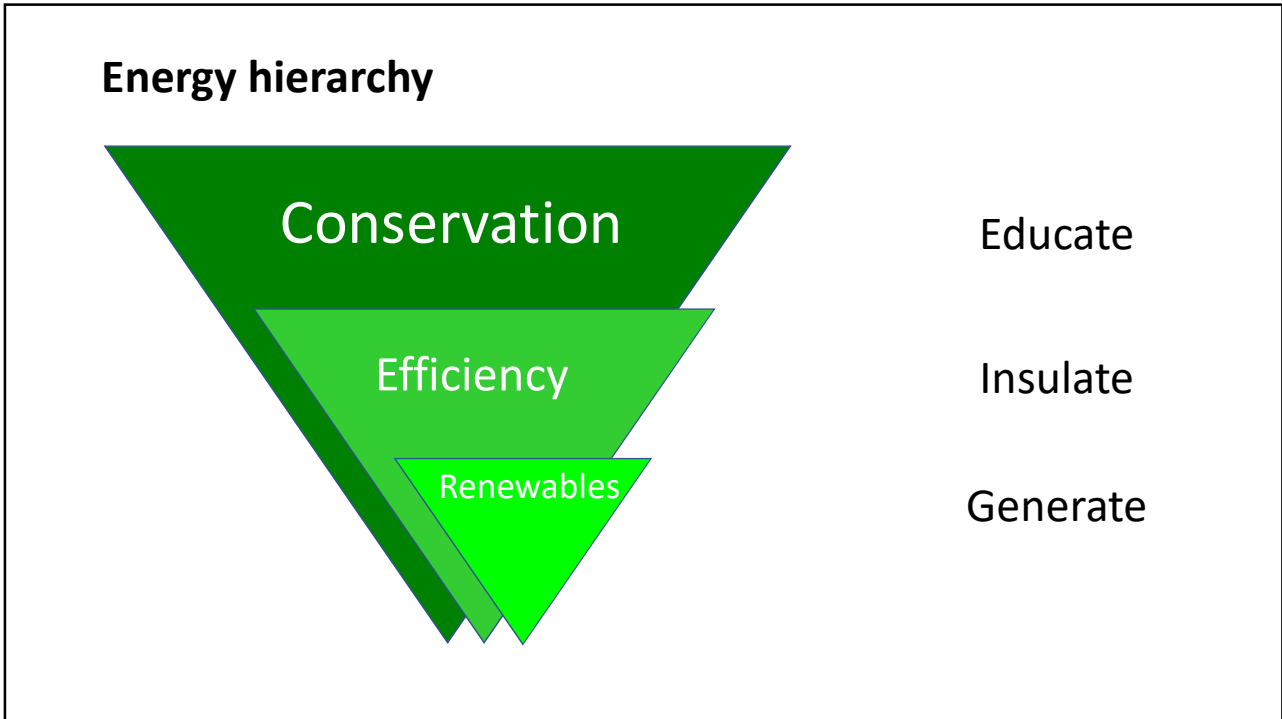 Energy hierarchy
Conservation
Educate
Efficiency
Insulate
Renewables
Generate